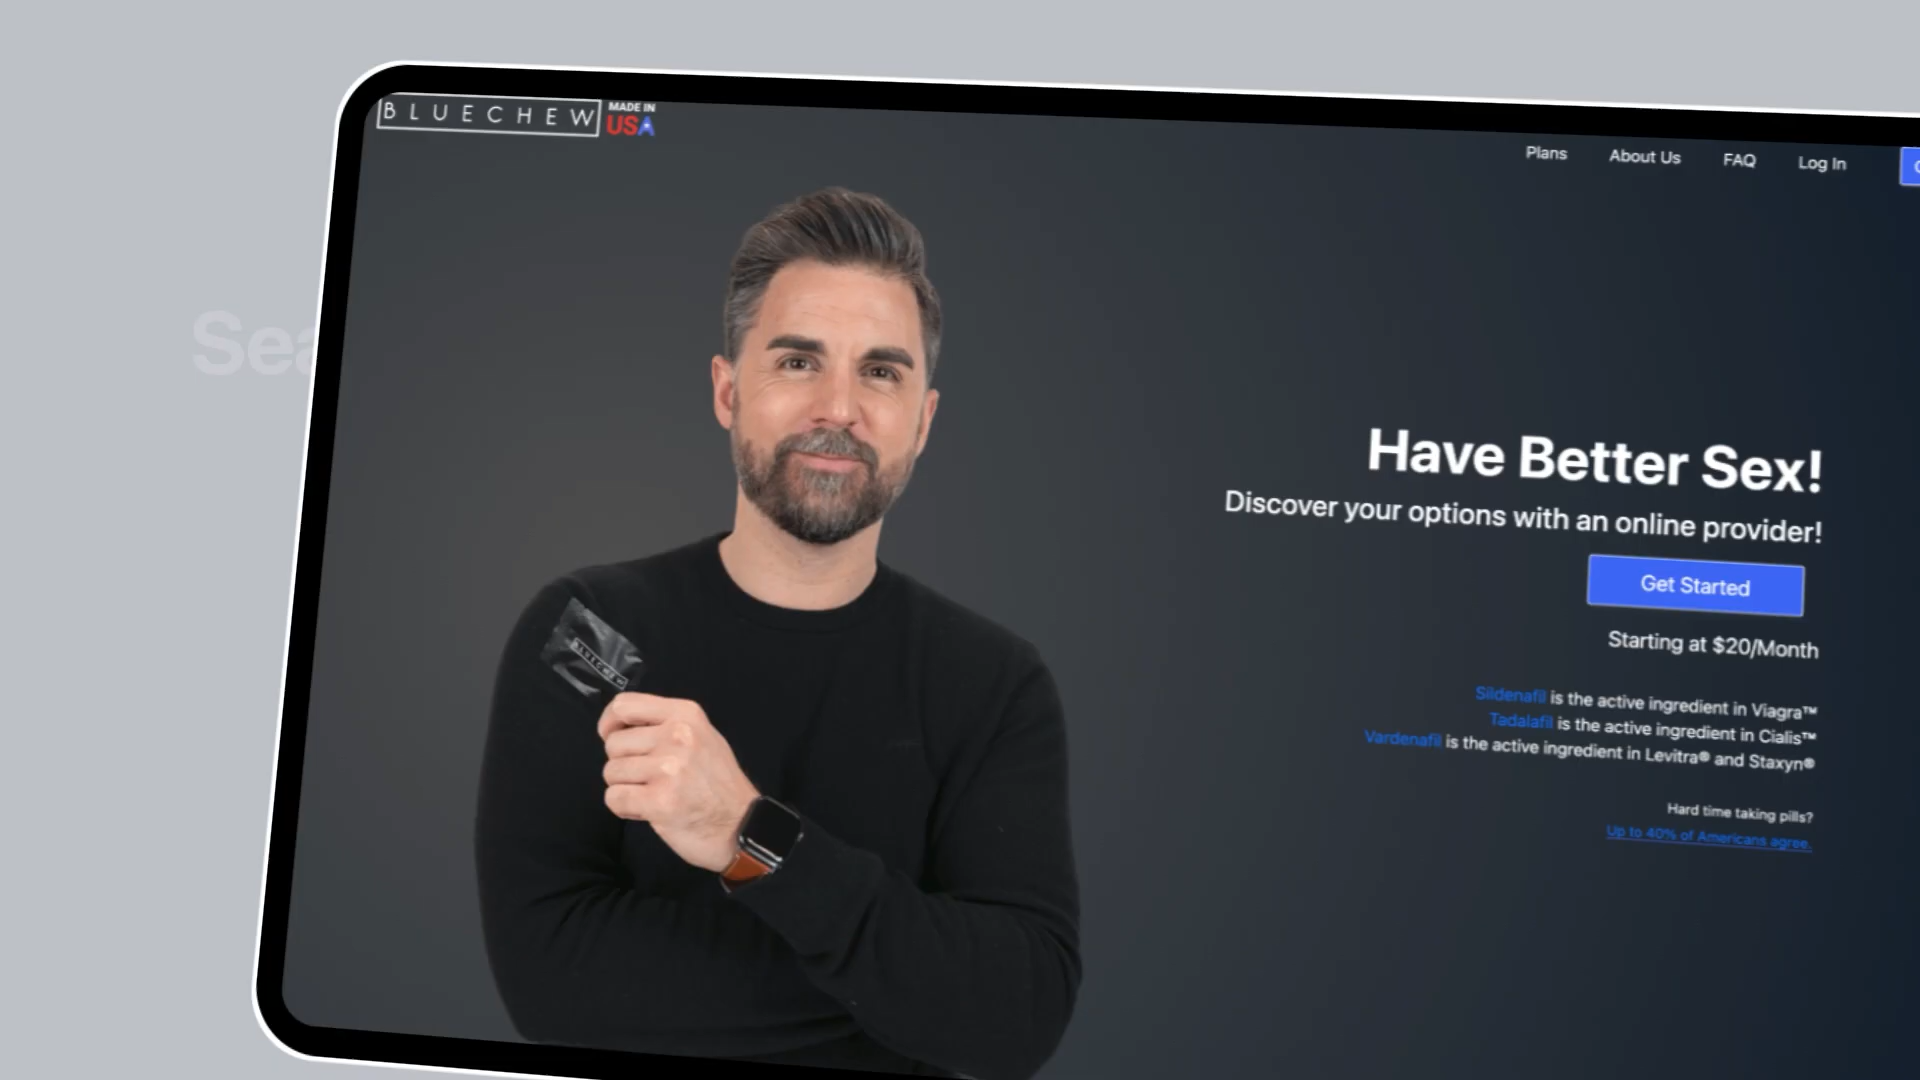 BLUECHEW
MADE IN
USA
Plans
About Us
FAQ
Log In
Sea
Have Better Sex!
Discover your options with an online provider!
Get Started
Starting at $20/Month
BLUECHEW
Sildenafil is the active ingredient in Viagra™
Tadalafil is the active ingredient in Cialis™
Vardenafil is the active ingredient in Levitra® and Staxyn®
Hard time taking pills?
Up to 40% of Americans agree.